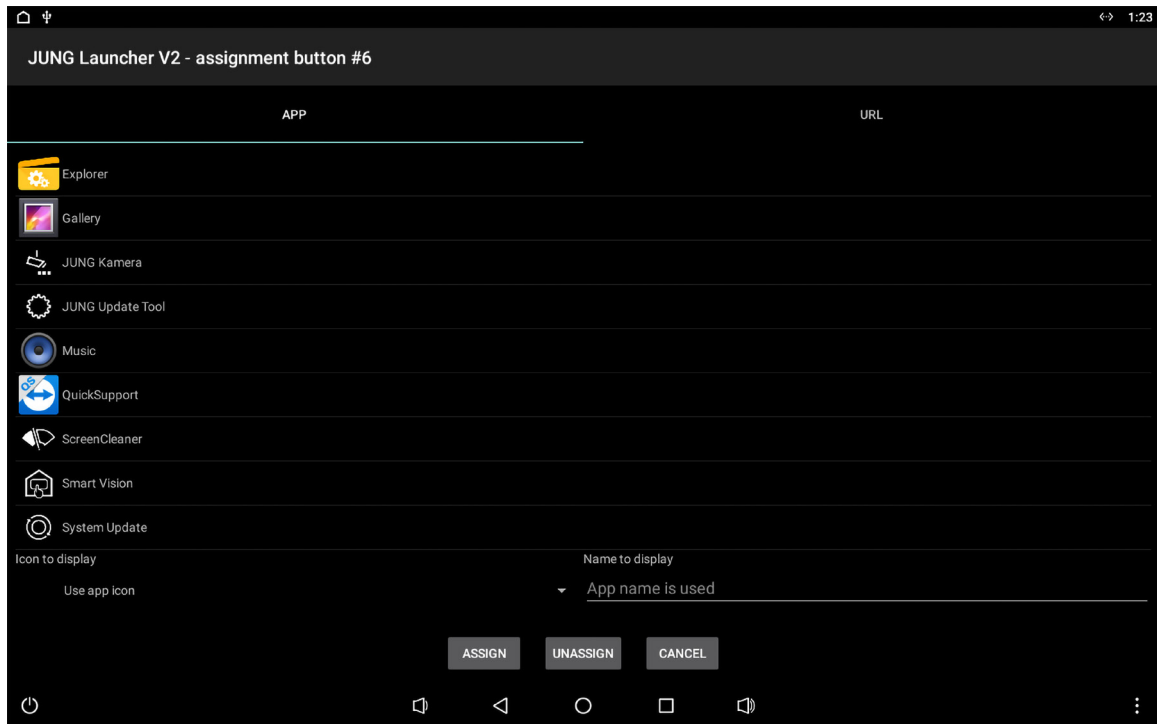 1:23
JUNG Launcher V2 - assignment button #6
APP
URL
Explorer
Gallery
JUNG Kamera
JUNG Update Tool
Music
QS
QuickSupport
ScreenCleaner
Smart Vision
System Update
Icon to display
Name to display
Use app icon
App name is used
ASSIGN
UNASSIGN
CANCEL